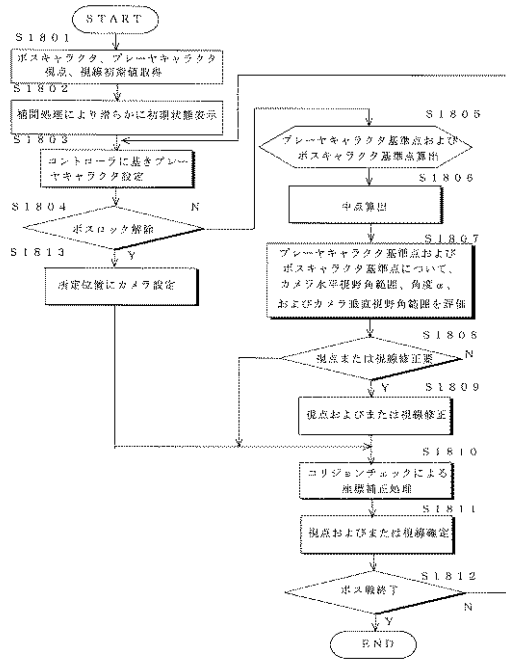 START
S1801
ボスキャラクタ、プレーヤキャラクタ
視点、視線初期値取得
S1802
補間処理により滑らかに初期状態表示
S1803
コントローラに基きプレー
ヤキャラクタ設定
S1804
ボスロック解除
N
Y
S1813
所定位置にカメラ設定
S1805
プレーヤキャラクタ基準点および
ボスキャラクタ基準点算出
S1806
中点算出
S1807
プレーヤキャラクタ基準点および
ボスキャラクタ基準点について、
カメラ水平視野角範囲、角度α、
およびカメラ垂直視野角範囲を評価
S1808
視点または視線修正要
N
Y
S1809
視点およびまたは視線修正
S1810
コリジョンチェックによる
座標補正処理
S1811
視点およびまたは視線確定
S1812
ボス戦終了
N
Y
END